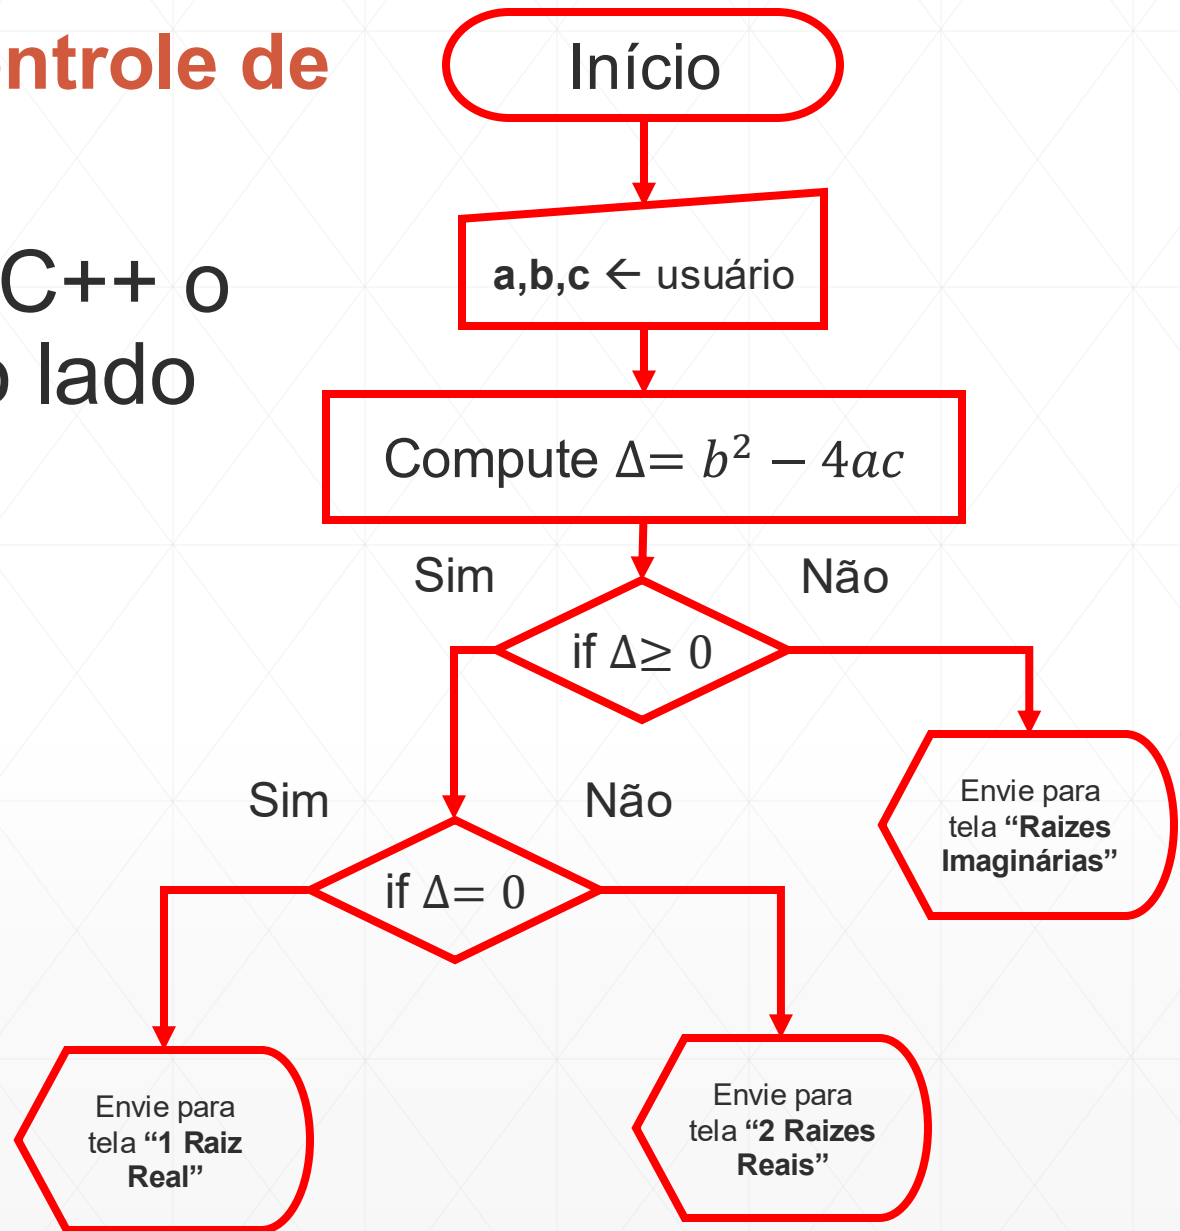 ntrole de
C++ o
lado
Início
a,b,c ← usuário
Compute Δ= b² − 4ac
Sim
Não
if Δ≥ 0
Sim
Não
Envie para
tela “Raizes
Imaginárias”
if Δ= 0
Envie para
tela “1 Raiz
Real”
Envie para
tela “2 Raizes
Reais”